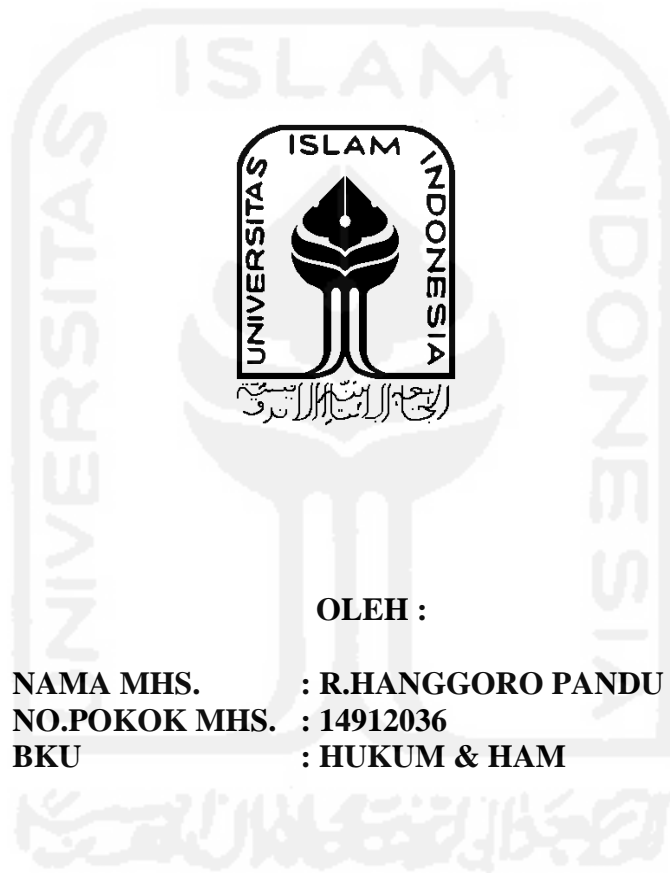 UNIVERSITAS ISLAM INDONESIA
OLEH :
NAMA MHS. : R.HANGGORO PANDU
NO.POKOK MHS. : 14912036
BKU : HUKUM & HAM